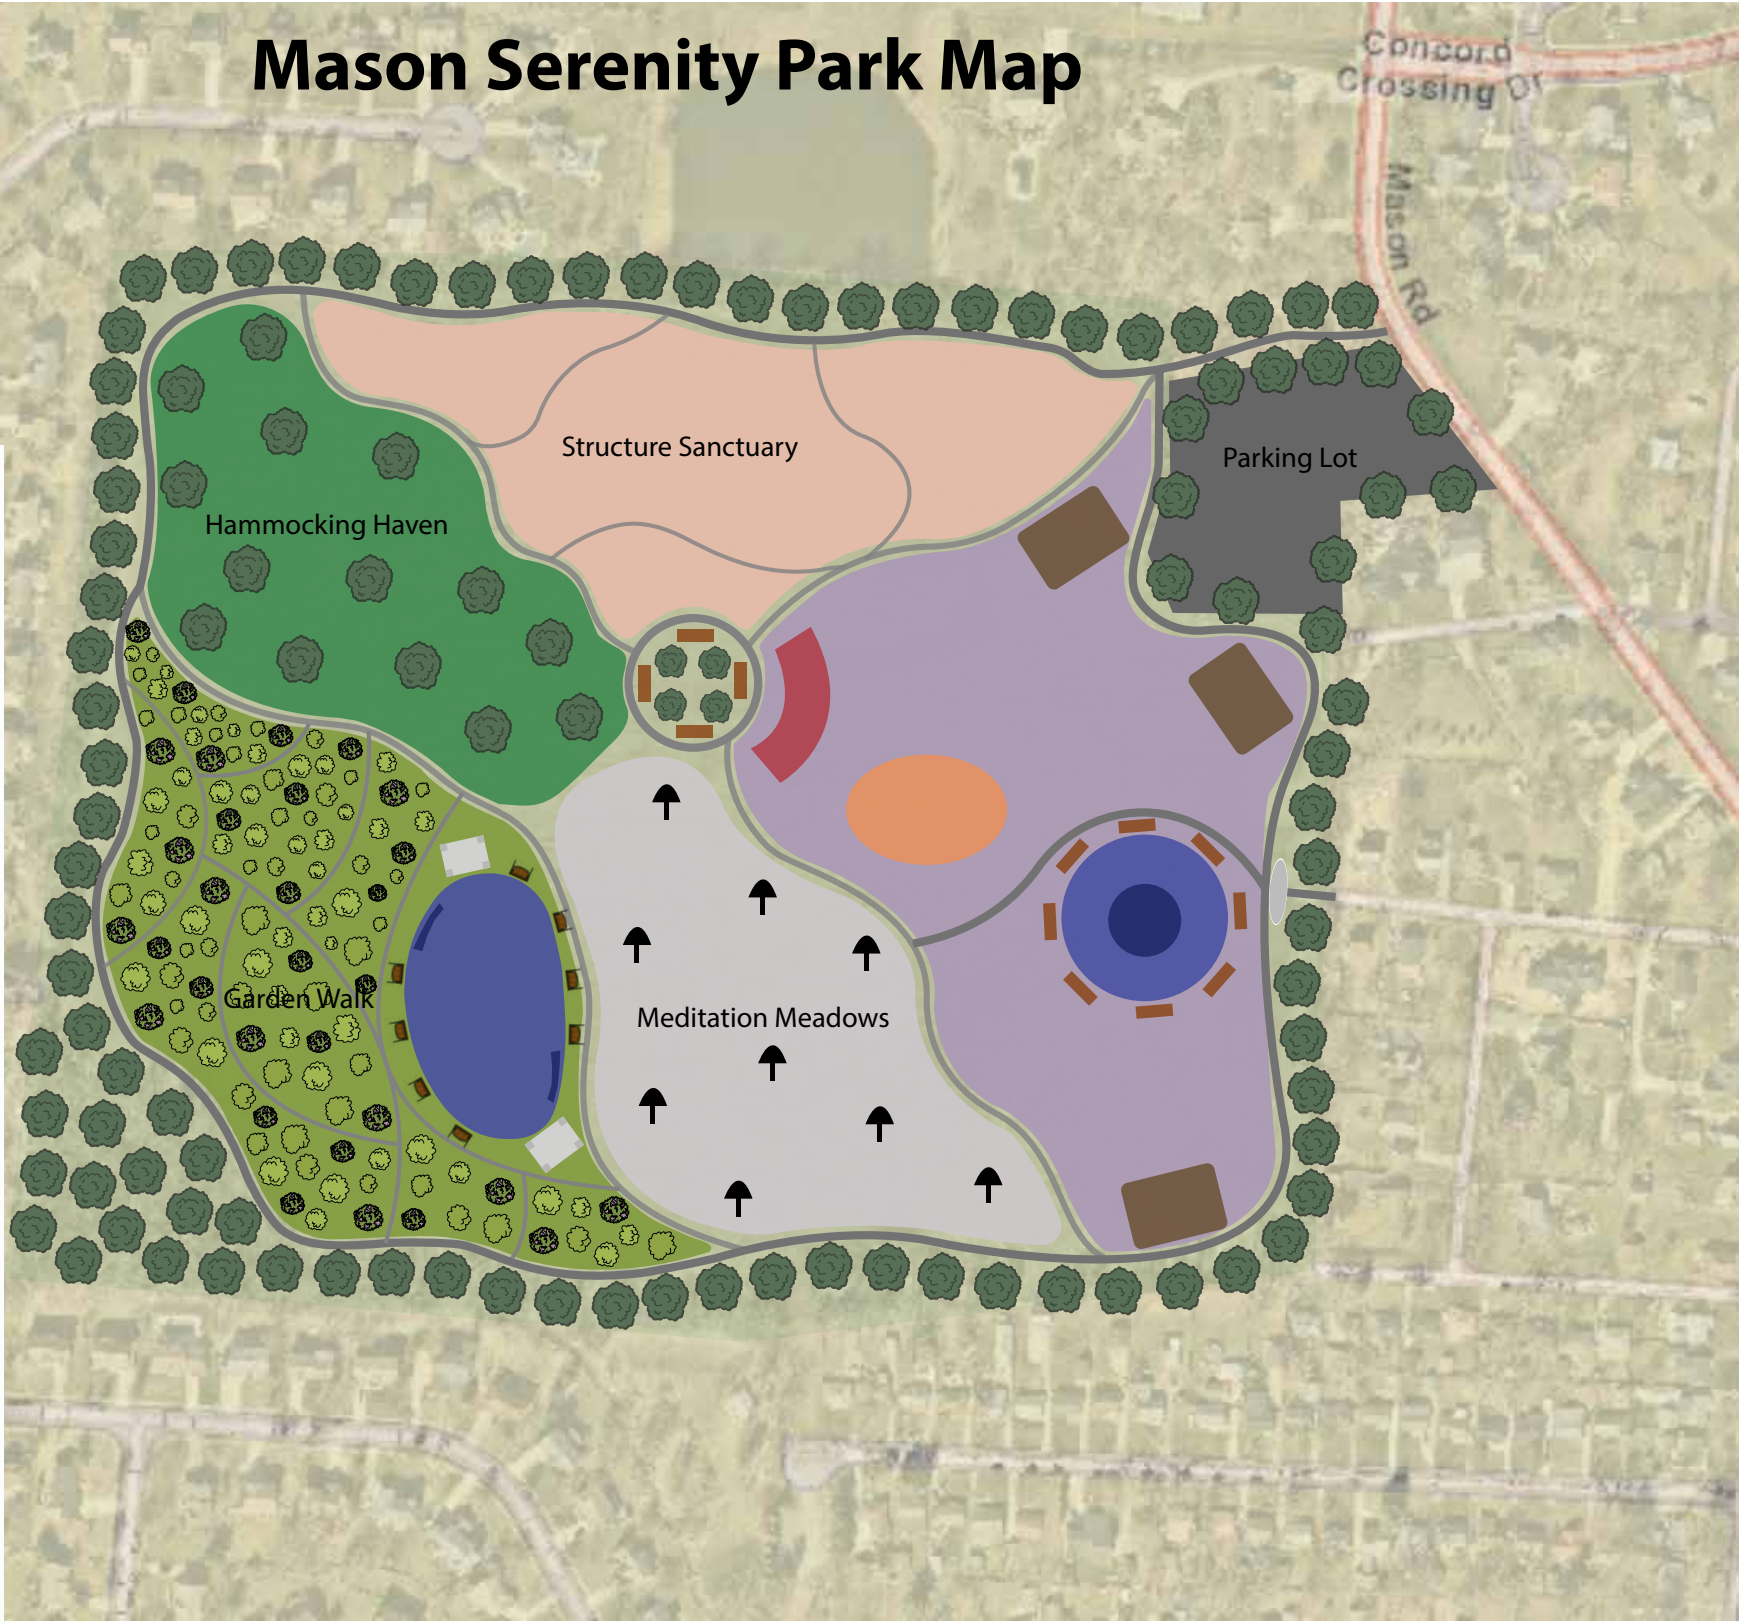 Mason Serenity Park Map
Concord
Crossing Dr
Mason Rd
Structure Sanctuary
Parking Lot
Hammocking Haven
Garden Walk
Meditation Meadows